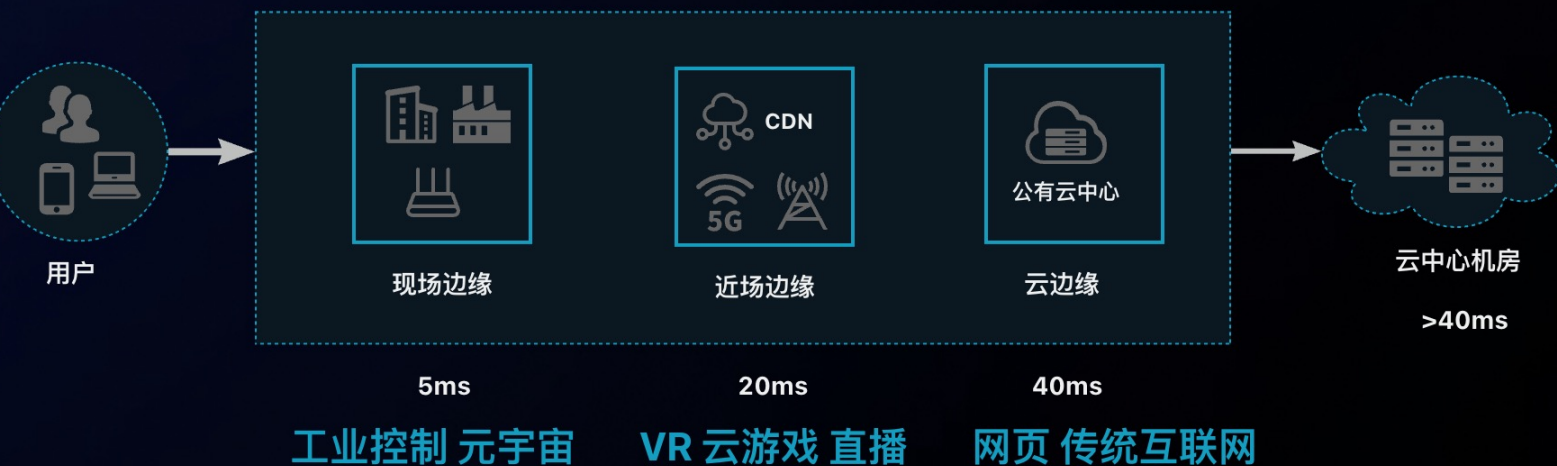 CDN
5G
公有云中心
用户
现场边缘
近场边缘
云边缘
云中心机房
>40ms
5ms
20ms
40ms
工业控制 元宇宙
VR 云游戏 直播
网页 传统互联网